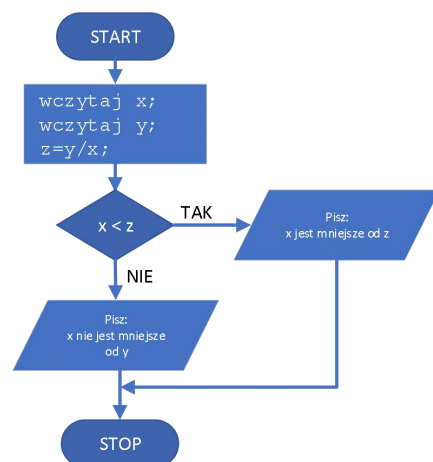 START
wczytaj x;
wczytaj y;
z=y/x;
x < z
TAK
Pisz:
x jest mniejsze od z
NIE
Pisz:
x nie jest mniejsze
od y
STOP